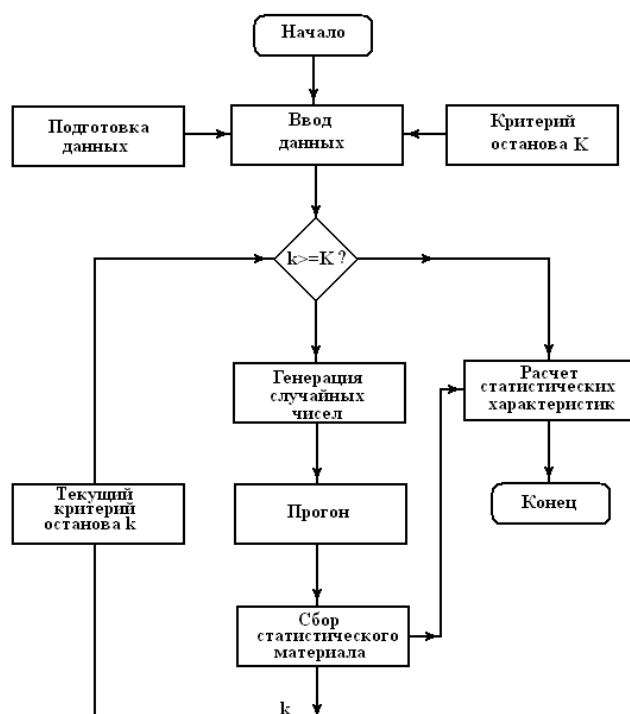 Начало
Подготовка
данных
Ввод
данных
Критерий
останова K
k>=K ?
Генерация
случайных
чисел
Расчет
статистических
характеристик
Текущий
критерий
останова k
Прогон
Конец
Сбор
статистического
материала
k